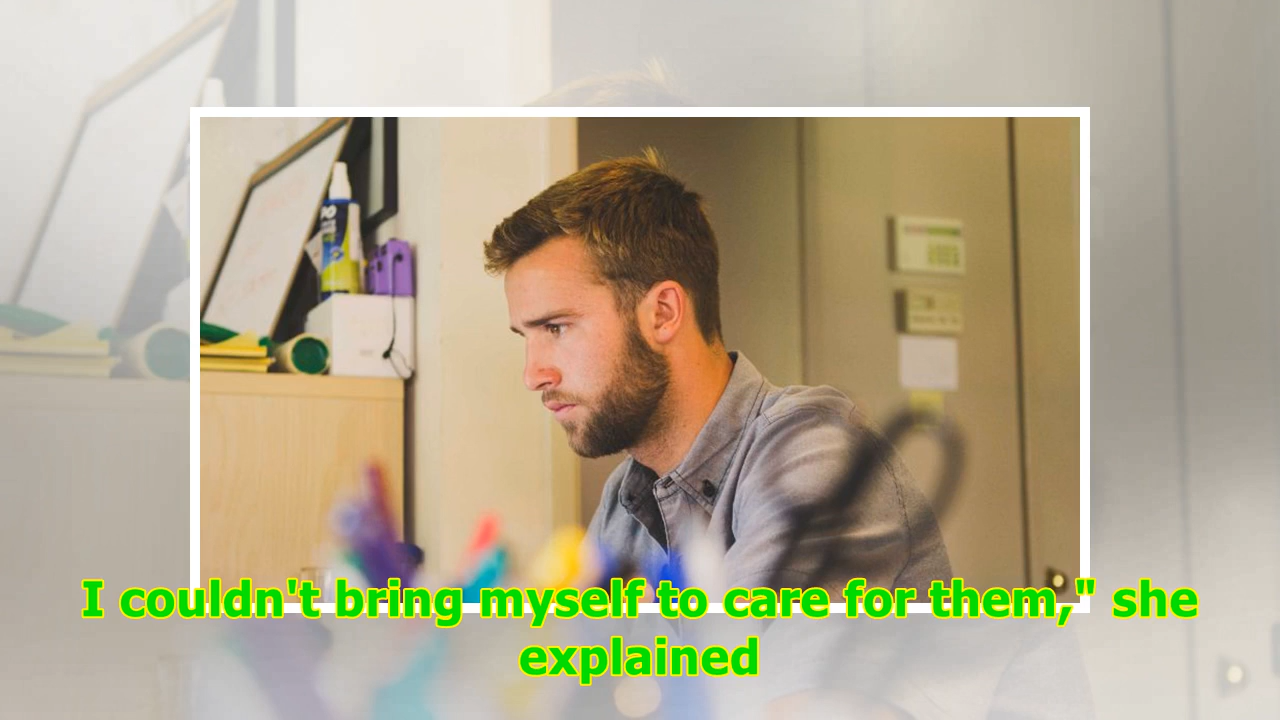 I couldn't bring myself to care for them," she
explained